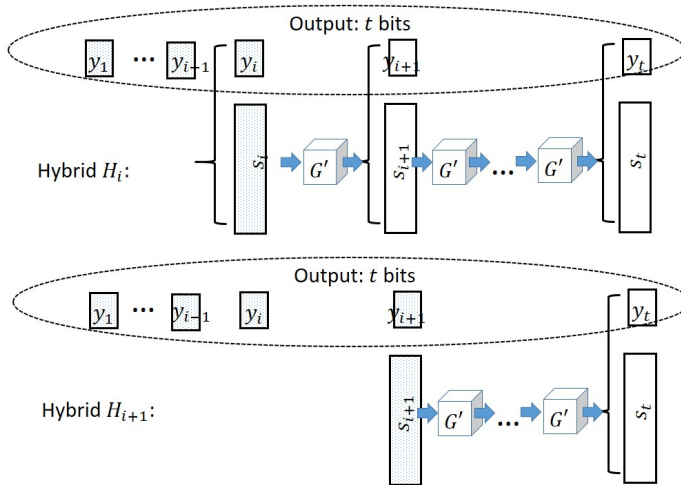 Output: t bits
y₁ ... yᵢ₋₁ yᵢ yᵢ₊₁ yₜ
Hybrid Hᵢ: sᵢ G′ sᵢ₊₁ G′ ... G′ sₜ
Output: t bits
y₁ ... yᵢ₋₁ yᵢ yᵢ₊₁ yₜ
Hybrid Hᵢ₊₁: sᵢ₊₁ G′ ... G′ sₜ